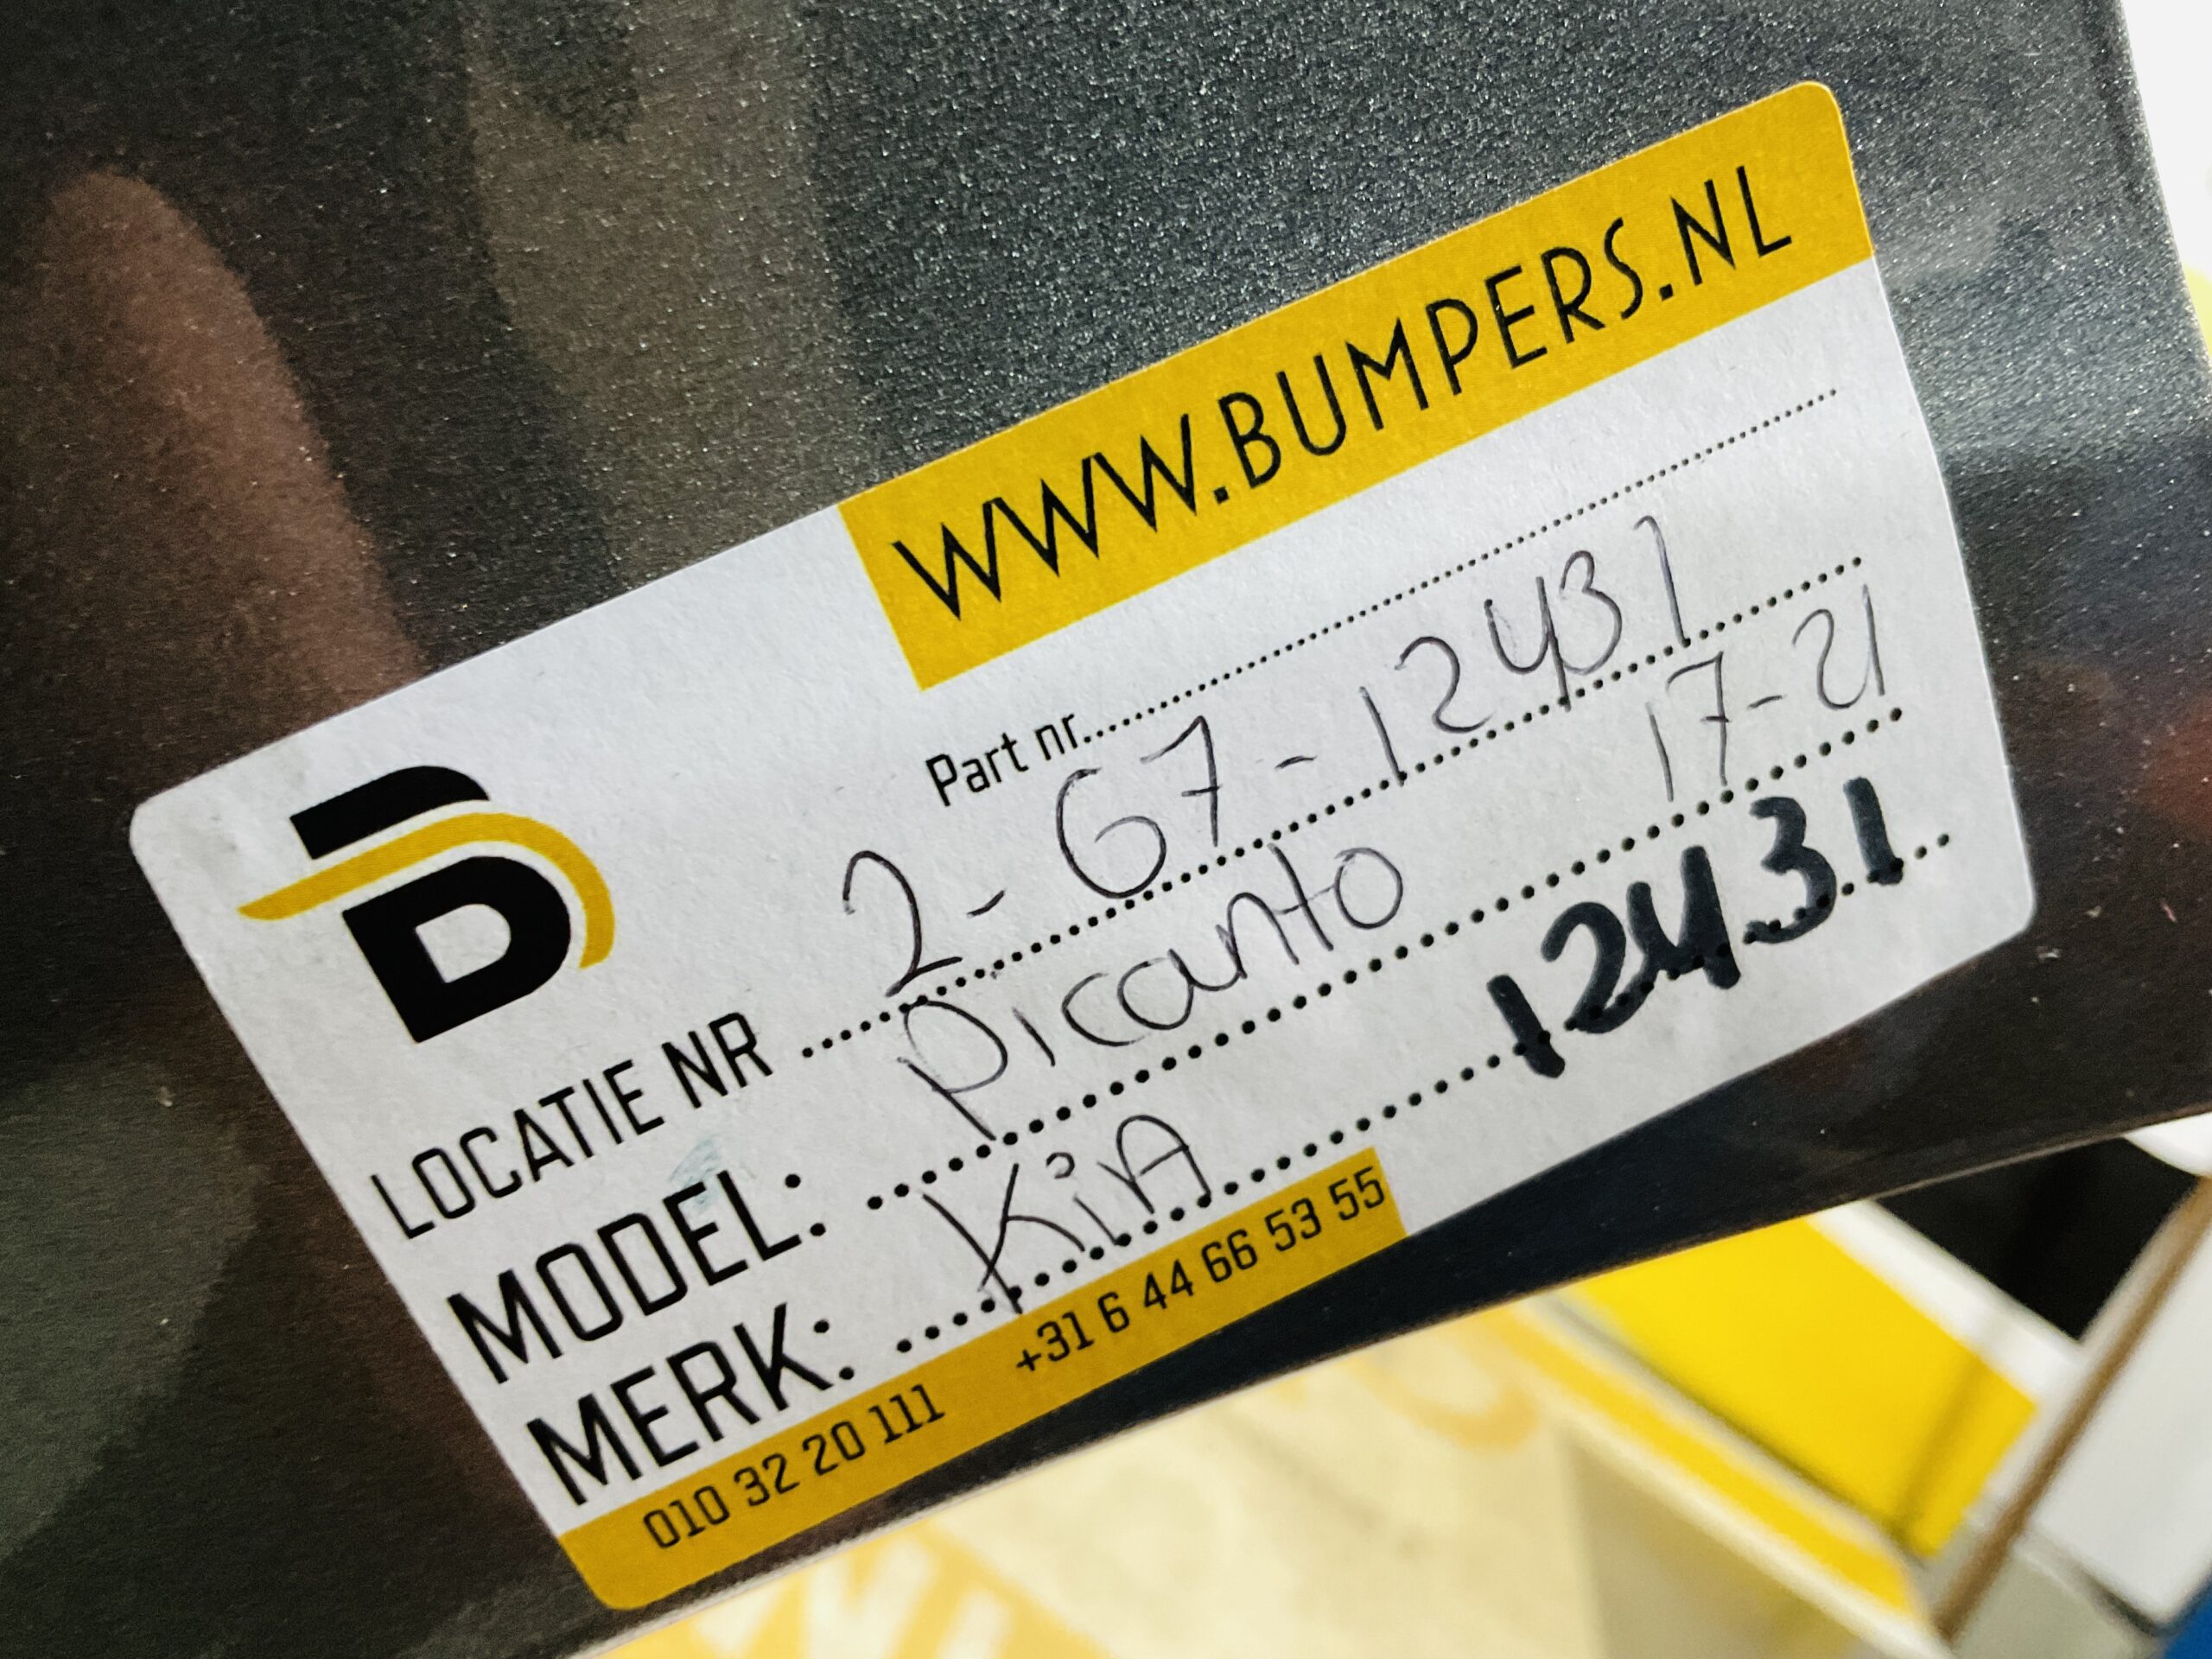 WWW.BUMPERS.NL
Part nr.....................
B
LOCATIE NR 2-G7-12431
MODEL: Picanto 17-21
MERK: KiA 12431
010 32 20 111 +31 6 44 66 53 55